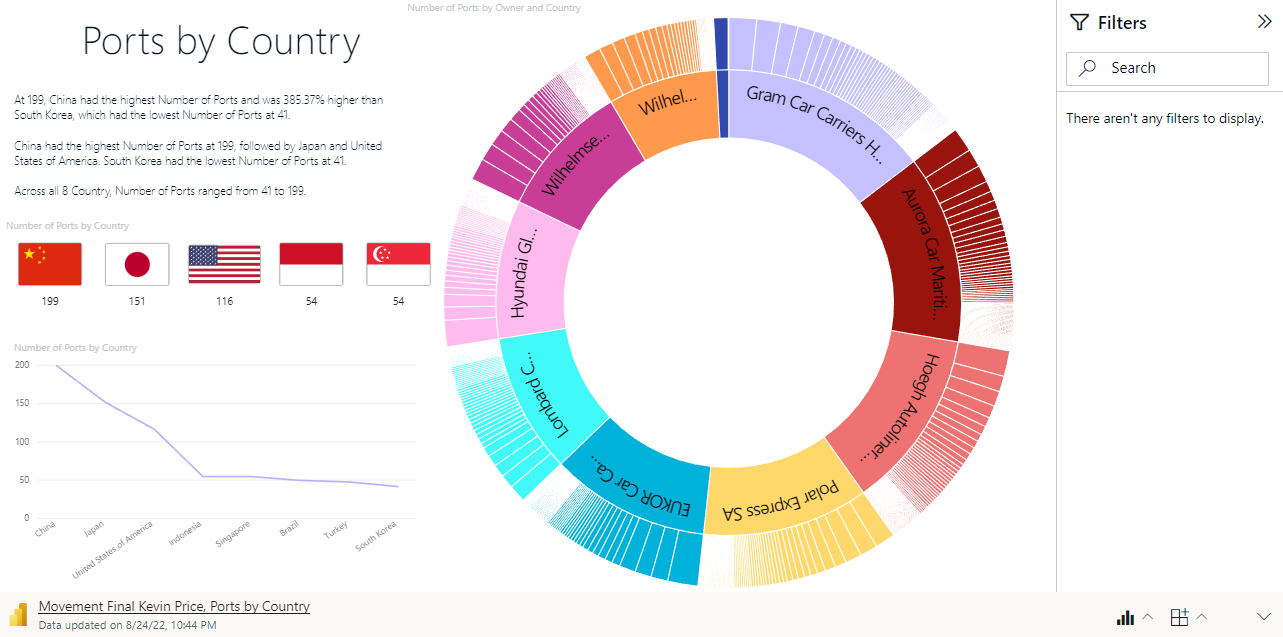 Number of Ports by Owner and Country
Ports by Country
At 199, China had the highest Number of Ports and was 385.37% higher than
South Korea, which had the lowest Number of Ports at 41.
China had the highest Number of Ports at 199, followed by Japan and United
States of America. South Korea had the lowest Number of Ports at 41.
Across all 8 Country, Number of Ports ranged from 41 to 199.
Number of Ports by Country
199
151
116
54
54
Number of Ports by Country
200
150
100
50
0
China
Japan
United States of America
Indonesia
Singapore
Brazil
Turkey
South Korea
Gram Car Carriers H...
Aurora Car Mariti...
Hoegh Autoliner...
Polar Express SA
EUKOR Car Ca...
Lombard C...
Hyundai Gl...
Wilhelmse...
Wilhel...
Filters
Search
There aren't any filters to display.
Movement Final Kevin Price, Ports by Country
Data updated on 8/24/22, 10:44 PM